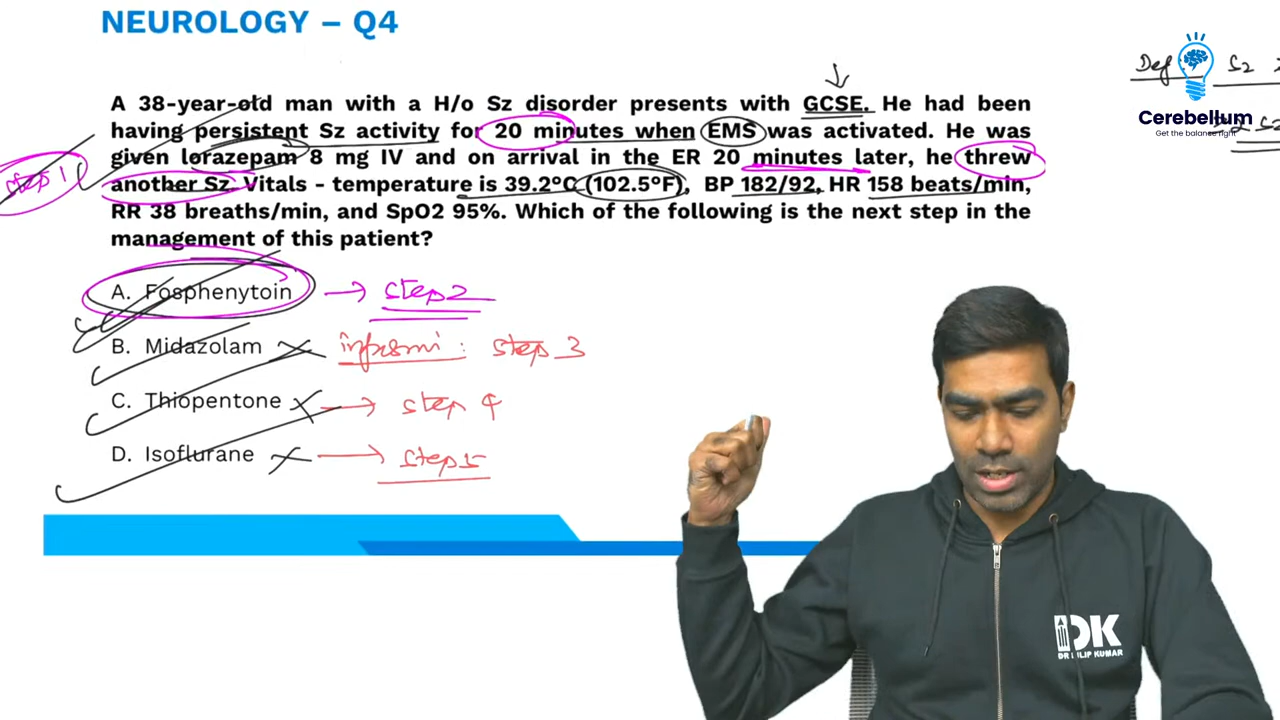 NEUROLOGY – Q4
Def Sz
Cerebellum
Get the balance right
A 38-year-old man with a H/o Sz disorder presents with GCSE. He had been
having persistent Sz activity for 20 minutes when EMS was activated. He was
given lorazepam 8 mg IV and on arrival in the ER 20 minutes later, he threw
another Sz. Vitals - temperature is 39.2°C (102.5°F), BP 182/92, HR 158 beats/min,
RR 38 breaths/min, and SpO2 95%. Which of the following is the next step in the
management of this patient?
step 1
A. Fosphenytoin → step 2
B. Midazolam step 3
C. Thiopentone → step 4
D. Isoflurane → step 5
DK
DR DILIP KUMAR